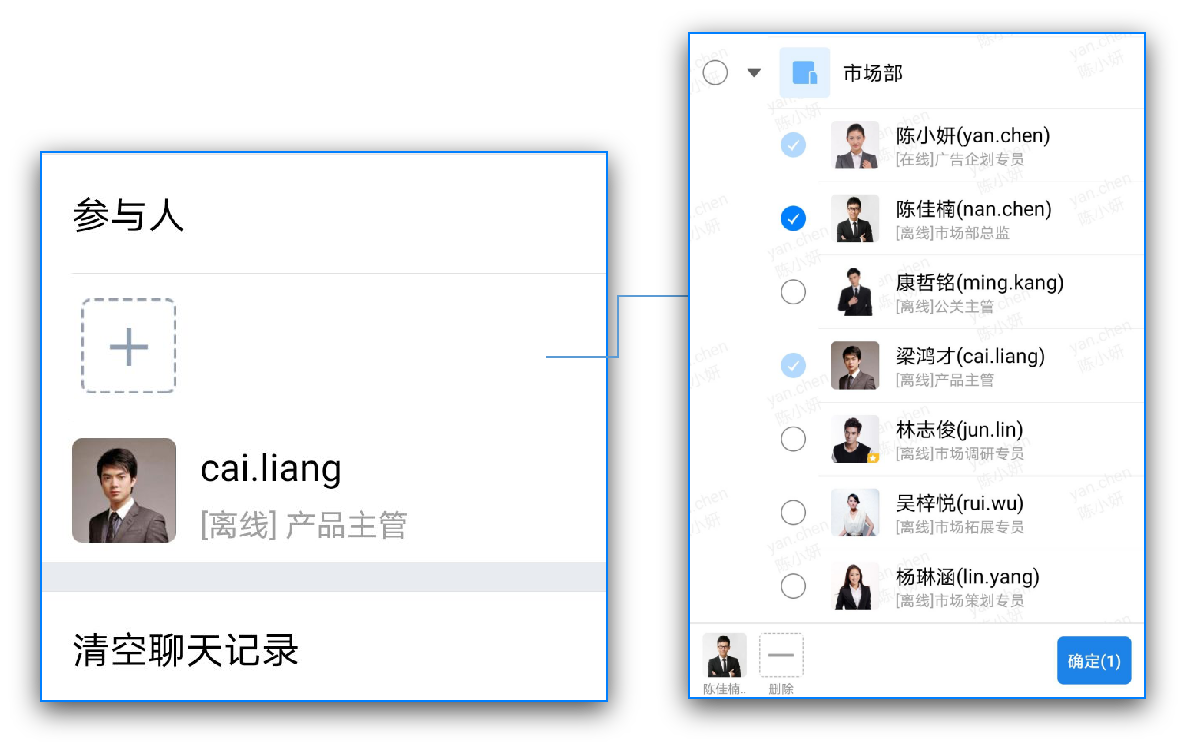 参与人
cai.liang
[离线] 产品主管
清空聊天记录
市场部
陈小妍(yan.chen)
[在线]广告企划专员
陈佳楠(nan.chen)
[离线]市场部总监
康哲铭(ming.kang)
[离线]公关主管
梁鸿才(cai.liang)
[离线]产品主管
林志俊(jun.lin)
[离线]市场调研专员
吴梓悦(rui.wu)
[离线]市场拓展专员
杨琳涵(lin.yang)
[离线]市场策划专员
陈佳楠..
删除
确定(1)
yan.chen
陈小妍